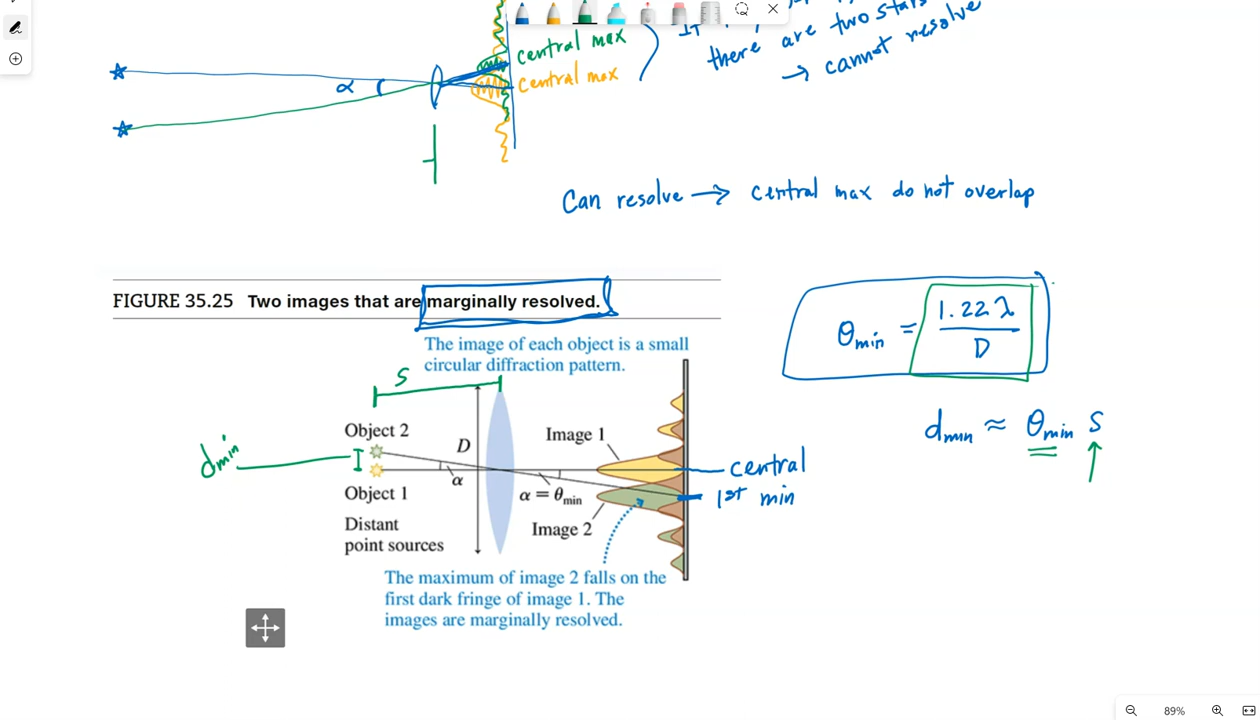 there are two stars
→ cannot resolve
central max
central max
α
Can resolve → central max do not overlap
FIGURE 35.25 Two images that are marginally resolved.
The image of each object is a small
circular diffraction pattern.
θmin = 1.22 λ / D
S
Object 2
D
Image 1
dmin ≈ θmin S
dmin
central
α
Object 1
α = θmin
1st min
Image 2
Distant
point sources
The maximum of image 2 falls on the
first dark fringe of image 1. The
images are marginally resolved.
89%